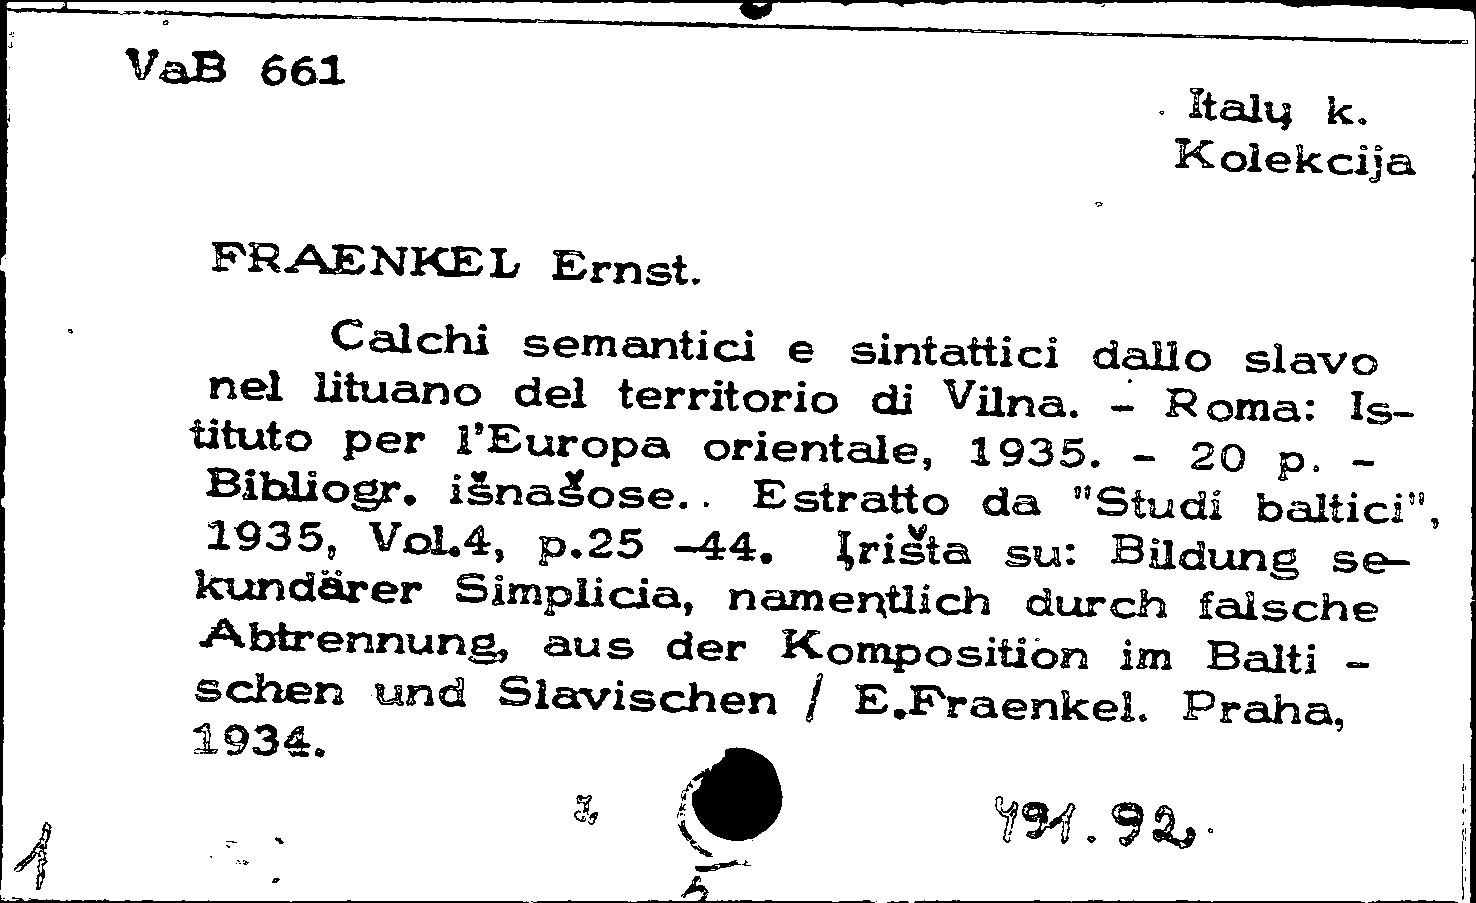 VaB 661
Italų k.
Kolekcija
FRAENKEL Ernst.
Calchi semantici e sintattici dallo slavo
nel lituano del territorio di Vilna. - Roma: Is-
tituto per l'Europa orientale, 1935. - 20 p. -
Bibliogr. išnašose.. Estratto da "Studi baltici",
1935, Vol.4, p.25 -44. Įrišta su: Bildung se-
kundärer Simplicia, namentlich durch falsche
Abtrennung, aus der Komposition im Balti -
schen und Slavischen / E.Fraenkel. Praha,
1934.
491.92
1